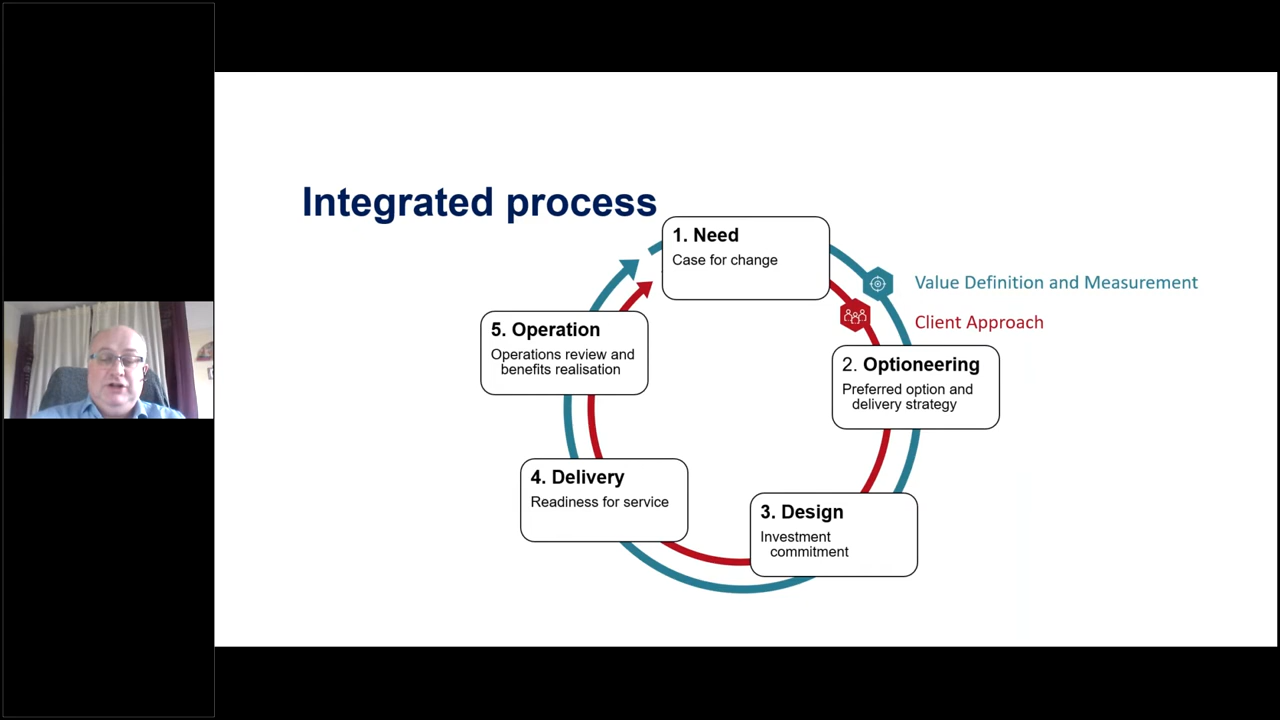 Integrated process
1. Need
Case for change
Value Definition and Measurement
Client Approach
2. Optioneering
Preferred option and
delivery strategy
3. Design
Investment
commitment
4. Delivery
Readiness for service
5. Operation
Operations review and
benefits realisation